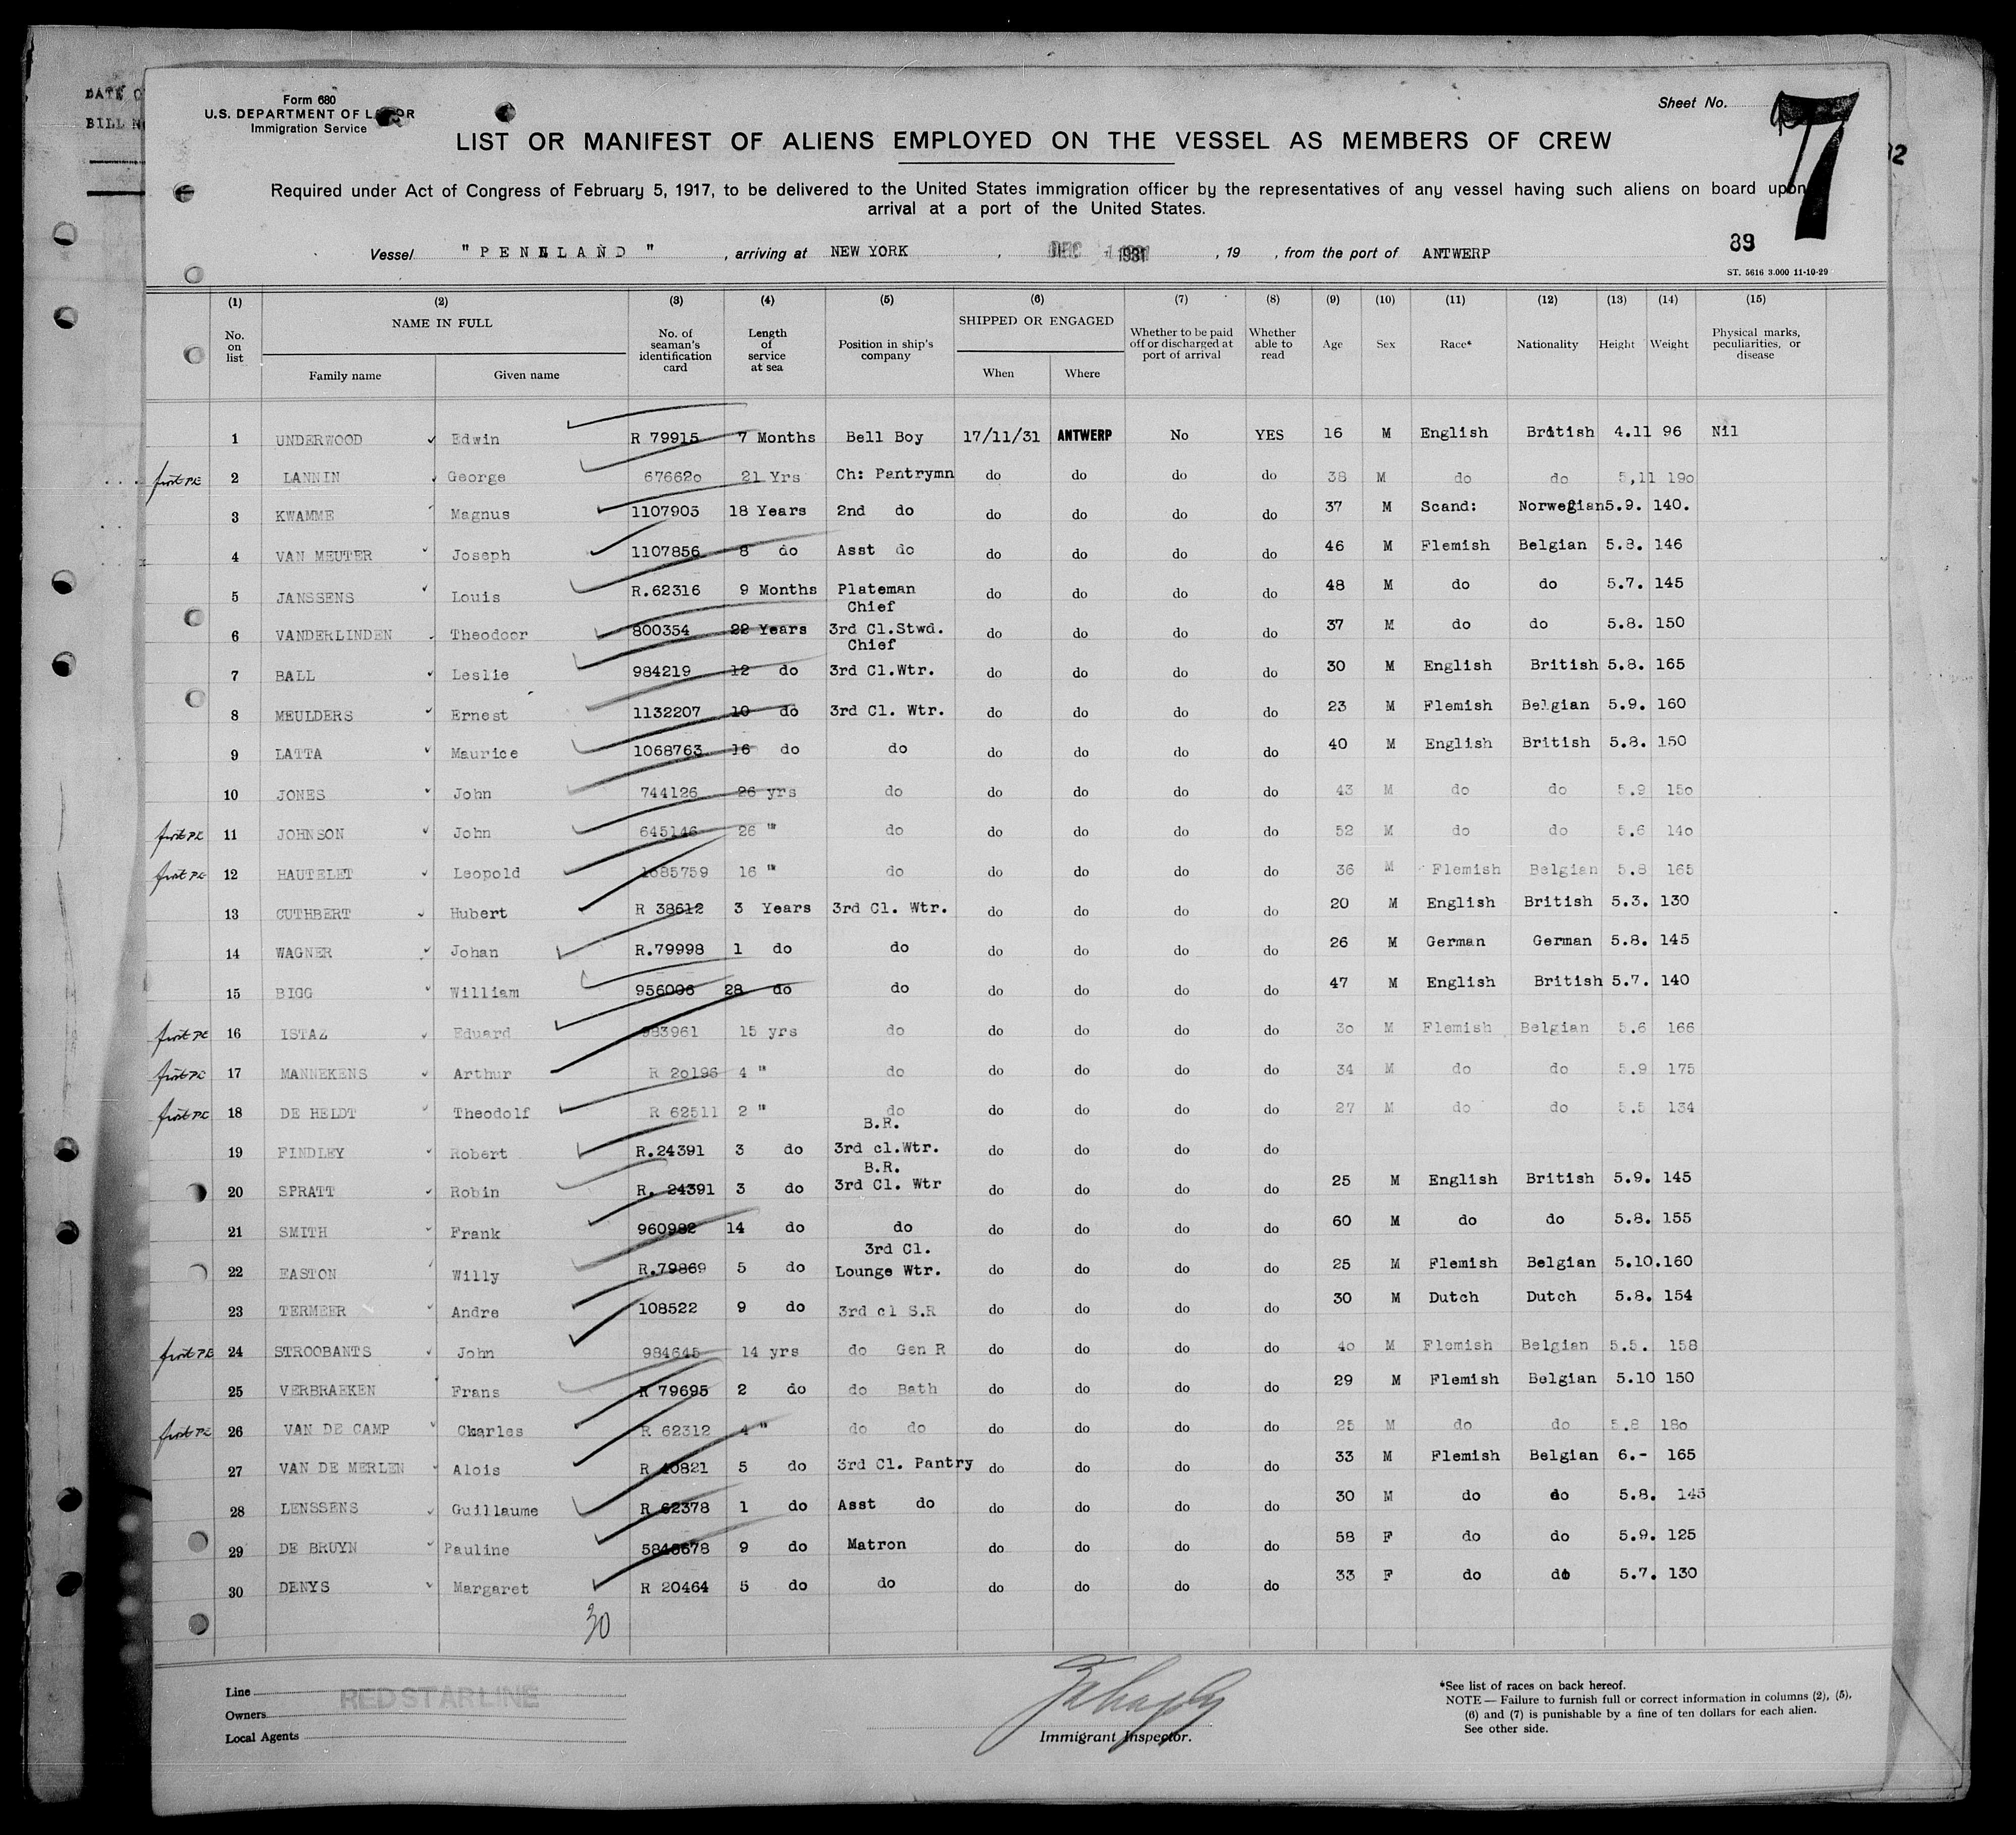 DATE O
BILL N
Form 680
U.S. DEPARTMENT OF LABOR
Immigration Service
Sheet No. 7
LIST OR MANIFEST OF ALIENS EMPLOYED ON THE VESSEL AS MEMBERS OF CREW
Required under Act of Congress of February 5, 1917, to be delivered to the United States immigration officer by the representatives of any vessel having such aliens on board upon
arrival at a port of the United States.
89
Vessel "PENNLAND", arriving at NEW YORK, DEC 1931, 19 , from the port of ANTWERP
ST. 5616 3.000 11-10-29
(1) (2) (3) (4) (5) (6) (7) (8) (9) (10) (11) (12) (13) (14) (15)
No. on list NAME IN FULL Family name Given name No. of seaman's identification card Length of service at sea Position in ship's company SHIPPED OR ENGAGED When Where Whether to be paid off or discharged at port of arrival Whether able to read Age Sex Race* Nationality Height Weight Physical marks, peculiarities, or disease
1 UNDERWOOD Edwin R 79915 7 Months Bell Boy 17/11/31 ANTWERP No YES 16 M English British 4.11 96 Nil
first PE 2 LANNIN George 676620 21 Yrs Ch: Pantrymn do do do do 38 M do do 5,11 190
3 KWAMME Magnus 1107903 18 Years 2nd do do do do do 37 M Scand: Norwegian 5.9. 140.
4 VAN MEUTER Joseph 1107856 8 do Asst do do do do do 46 M Flemish Belgian 5.8. 146
5 JANSSENS Louis R.62316 9 Months Plateman do do do do 48 M do do 5.7. 145
6 VANDERLINDEN Theodoor 800354 22 Years Chief 3rd Cl.Stwd. do do do do 37 M do do 5.8. 150
7 BALL Leslie 984219 12 do Chief 3rd Cl.Wtr. do do do do 30 M English British 5.8. 165
8 MEULDERS Ernest 1132207 10 do 3rd Cl. Wtr. do do do do 23 M Flemish Belgian 5.9. 160
9 LATTA Maurice 1068763 16 do do do do do do 40 M English British 5.8. 150
10 JONES John 744126 26 yrs do do do do do 43 M do do 5.9 150
first PE 11 JOHNSON John 645146 26 " do do do do do 52 M do do 5.6 140
first PE 12 HAUTELET Leopold 1085759 16 " do do do do do 36 M Flemish Belgian 5.8 165
13 CUTHBERT Hubert R 38612 3 Years 3rd Cl. Wtr. do do do do 20 M English British 5.3. 130
14 WAGNER Johan R.79998 1 do do do do do do 26 M German German 5.8. 145
15 BIGG William 956006 28 do do do do do do 47 M English British 5.7. 140
first PE 16 ISTAZ Eduard 983961 15 yrs do do do do do 30 M Flemish Belgian 5.6 166
first PE 17 MANNEKENS Arthur R 20196 4 " do do do do do 34 M do do 5.9 175
first PE 18 DE HELDT Theodolf R 62511 2 " do do do do do 27 M do do 5.5 134
19 FINDLEY Robert R.24391 3 do B.R. 3rd cl.Wtr. do do do do
20 SPRATT Robin R. 24391 3 do B.R. 3rd Cl. Wtr do do do do 25 M English British 5.9. 145
21 SMITH Frank 960982 14 do do do do do do 60 M do do 5.8. 155
22 EASTON Willy R.79869 5 do 3rd Cl. Lounge Wtr. do do do do 25 M Flemish Belgian 5.10. 160
23 TERMEER Andre 108522 9 do 3rd cl S.R do do do do 30 M Dutch Dutch 5.8. 154
first PE 24 STROOBANTS John 984645 14 yrs do Gen R do do do do 40 M Flemish Belgian 5.5. 158
25 VERBRAEKEN Frans R 79695 2 do do Bath do do do do 29 M Flemish Belgian 5.10 150
first PE 26 VAN DE CAMP Charles R 62312 4 " do do do do do do 25 M do do 5.8 180
27 VAN DE MERLEN Alois R 40821 5 do 3rd Cl. Pantry do do do do 33 M Flemish Belgian 6.- 165
28 LENSSENS Guillaume R 62378 1 do Asst do do do do do 30 M do do 5.8. 145
29 DE BRUYN Pauline 5848678 9 do Matron do do do do 58 F do do 5.9. 125
30 DENYS Margaret R 20464 5 do do do do do do 33 F do do 5.7. 130
30
Line RED STAR LINE
Owners
Local Agents
Immigrant Inspector.
*See list of races on back hereof.
NOTE — Failure to furnish full or correct information in columns (2), (5),
(6) and (7) is punishable by a fine of ten dollars for each alien.
See other side.